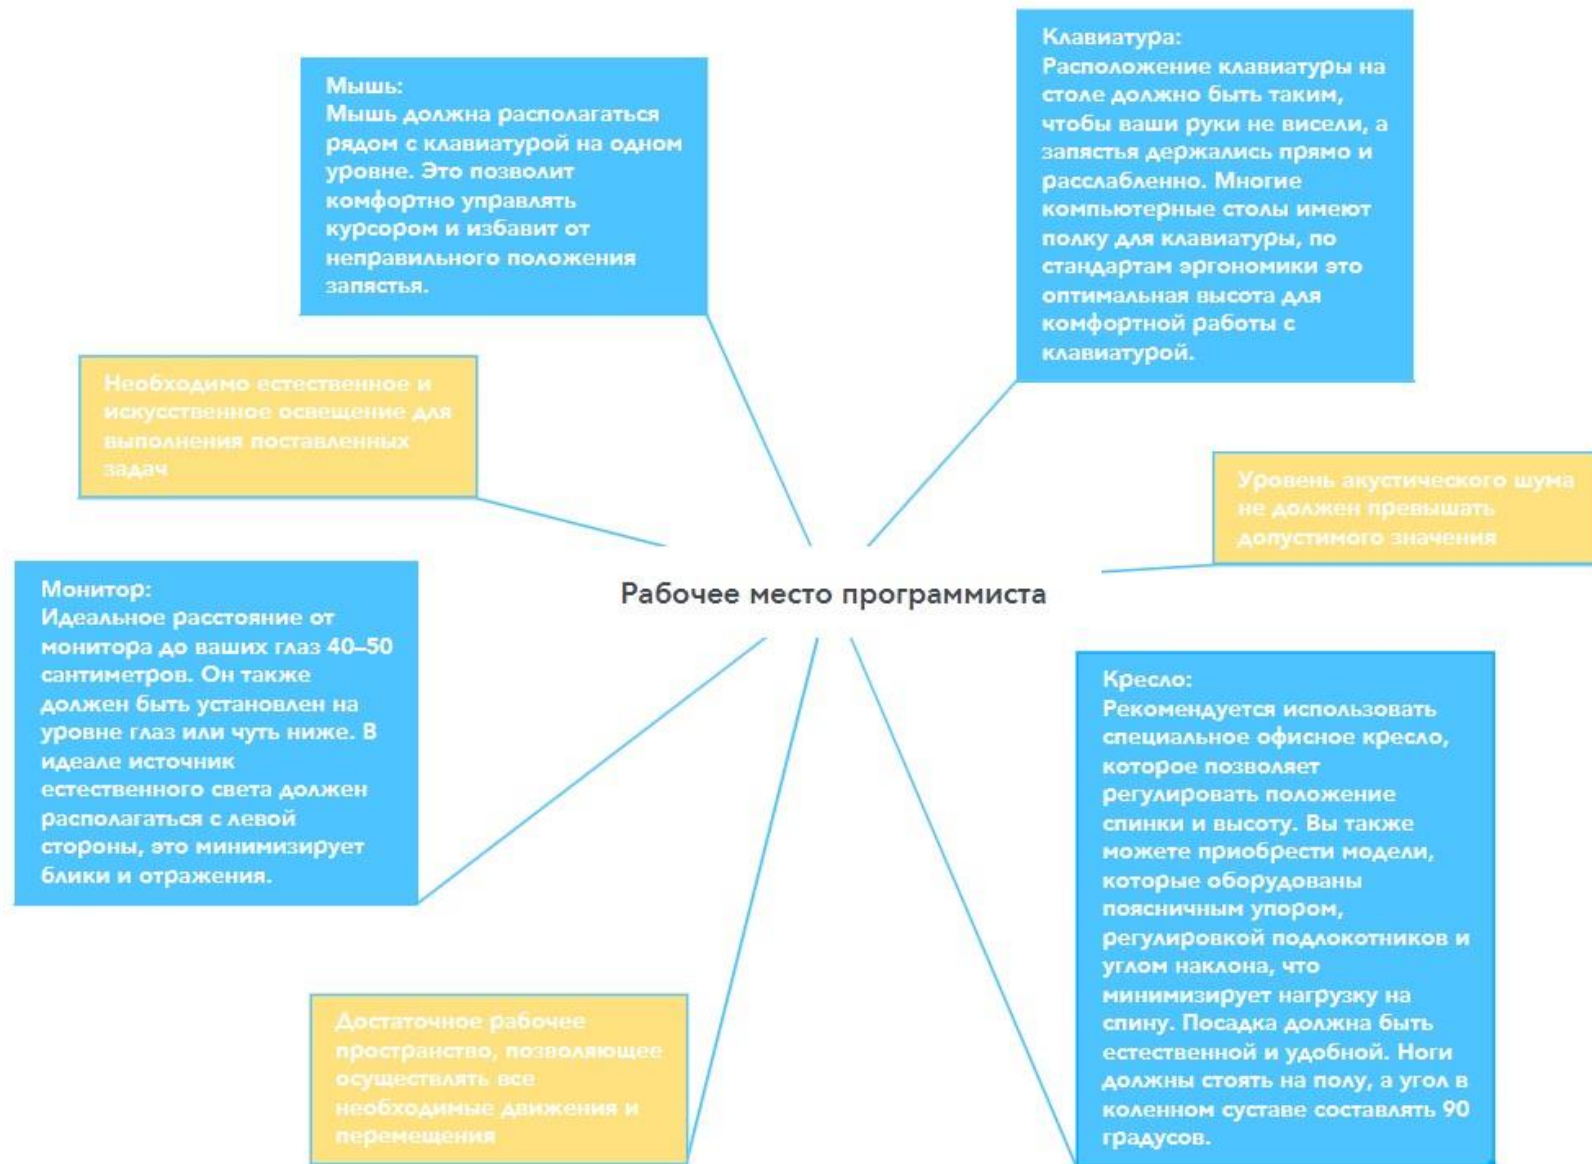 Клавиатура:
Расположение клавиатуры на
столе должно быть таким,
чтобы ваши руки не висели, а
запястья держались прямо и
расслабленно. Многие
компьютерные столы имеют
полку для клавиатуры, по
стандартам эргономики это
оптимальная высота для
комфортной работы с
клавиатурой.
Мышь:
Мышь должна располагаться
рядом с клавиатурой на одном
уровне. Это позволит
комфортно управлять
курсором и избавит от
неправильного положения
запястья.
Необходимо естественное и
искусственное освещение для
выполнения поставленных
задач
Уровень акустического шума
не должен превышать
допустимого значения
Рабочее место программиста
Монитор:
Идеальное расстояние от
монитора до ваших глаз 40–50
сантиметров. Он также
должен быть установлен на
уровне глаз или чуть ниже. В
идеале источник
естественного света должен
располагаться с левой
стороны, это минимизирует
блики и отражения.
Кресло:
Рекомендуется использовать
специальное офисное кресло,
которое позволяет
регулировать положение
спинки и высоту. Вы также
можете приобрести модели,
которые оборудованы
поясничным упором,
регулировкой подлокотников и
углом наклона, что
минимизирует нагрузку на
спину. Посадка должна быть
естественной и удобной. Ноги
должны стоять на полу, а угол в
коленном суставе составлять 90
градусов.
Достаточное рабочее
пространство, позволяющее
осуществлять все
необходимые движения и
перемещения